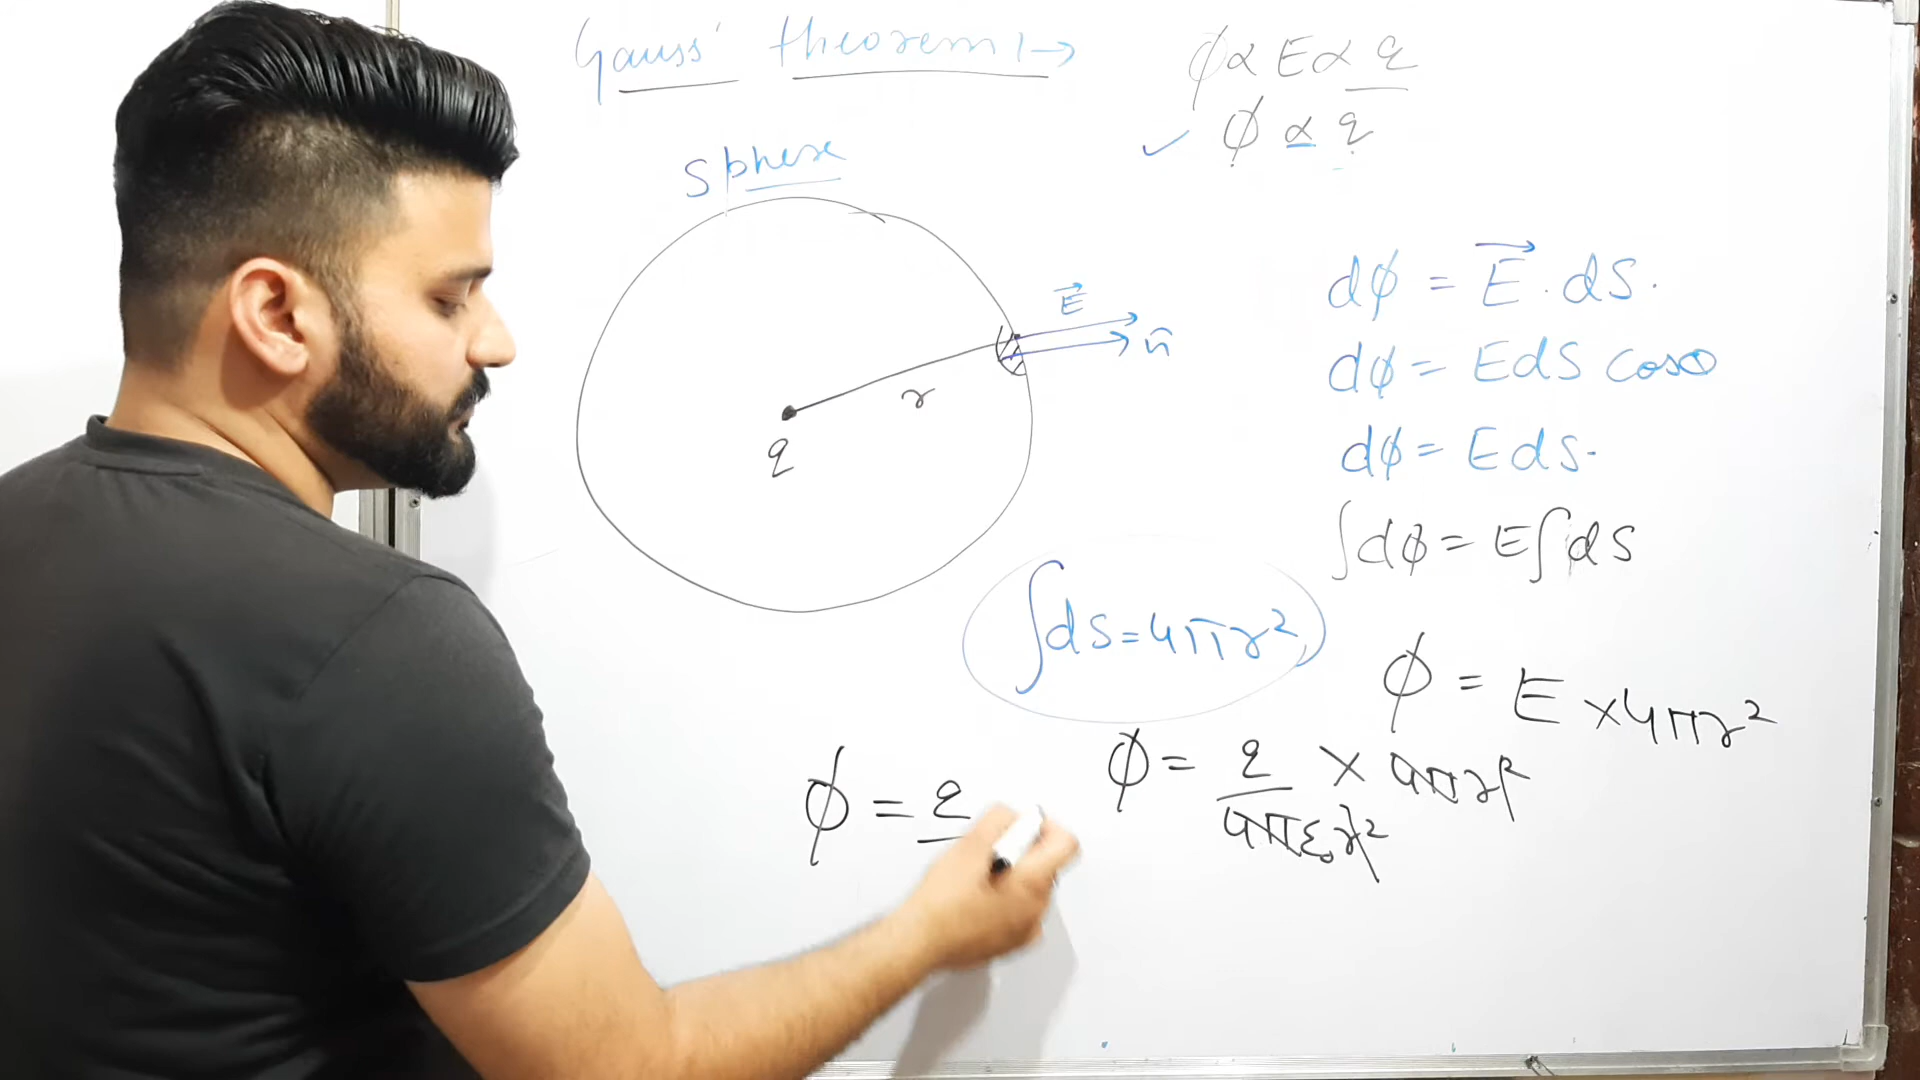 Gauss' theorem :→
ϕ ∝ E ∝ q
✓ ϕ ∝ q
Sphere
E⃗
n̂
r
q
dϕ = E⃗ . dS.
dϕ = EdS cosθ
dϕ = EdS.
∫dϕ = E∫dS
∫dS = 4πr²
ϕ = E × 4πr²
ϕ = q/4πε₀r² × 4πr²
ϕ = q